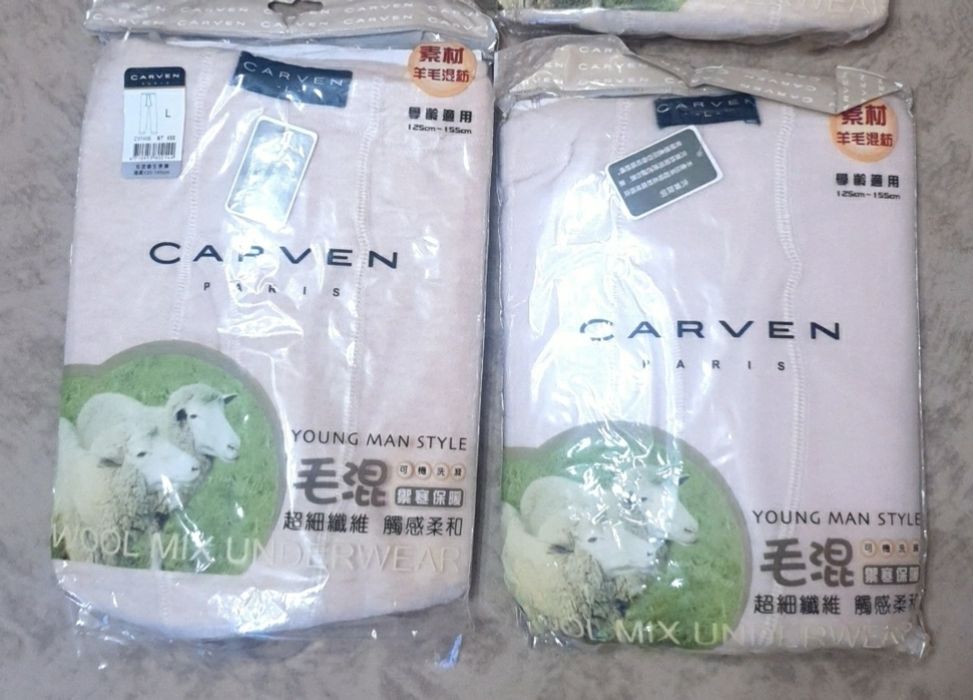 CARVEN
CARVEN
CARVEN
L
素材
羊毛混紡
學齡適用
125cm~155cm
CARVEN
PARIS
YOUNG MAN STYLE
毛混
可機洗滌
禦寒保暖
超細纖維 觸感柔和
WOOL MIX UNDERWEAR
CARVEN
素材
羊毛混紡
學齡適用
125cm~155cm
CARVEN
PARIS
YOUNG MAN STYLE
毛混
可機洗滌
禦寒保暖
超細纖維 觸感柔和
WOOL MIX UNDERWEAR